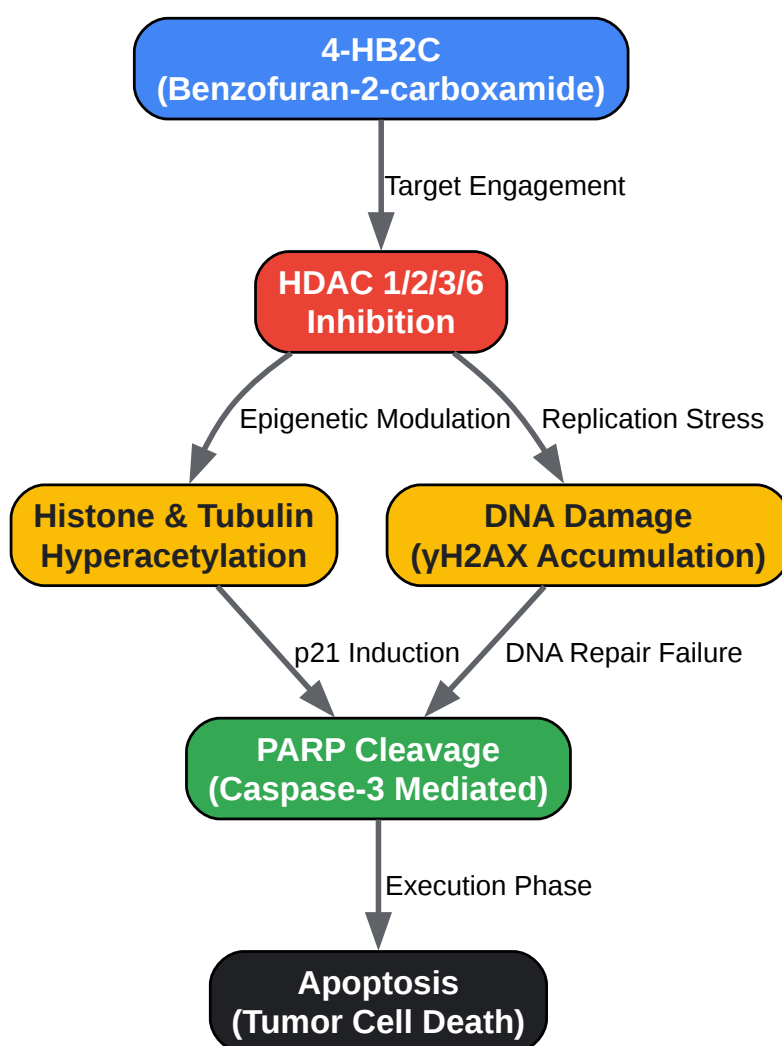 4-HB2C
(Benzofuran-2-carboxamide)
Target Engagement
HDAC 1/2/3/6
Inhibition
Epigenetic Modulation
Replication Stress
Histone & Tubulin
Hyperacetylation
DNA Damage
(γH2AX Accumulation)
p21 Induction
DNA Repair Failure
PARP Cleavage
(Caspase-3 Mediated)
Execution Phase
Apoptosis
(Tumor Cell Death)